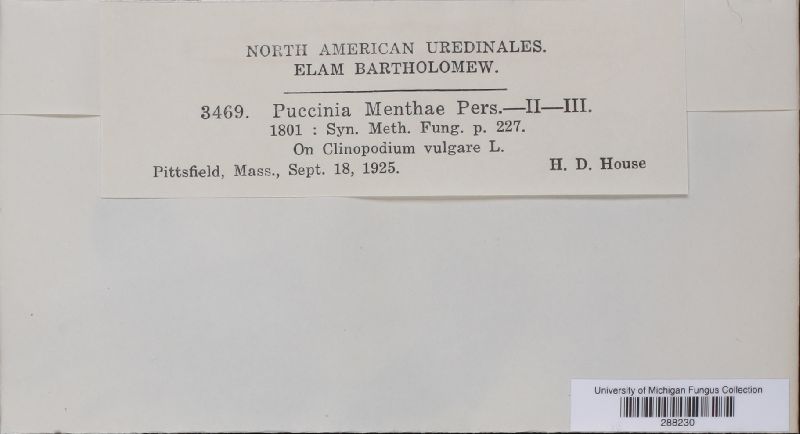 NORTH AMERICAN UREDINALES.
ELAM BARTHOLOMEW.
3469. Puccinia Menthae Pers.—II—III.
1801 : Syn. Meth. Fung. p. 227.
On Clinopodium vulgare L.
Pittsfield, Mass., Sept. 18, 1925. H. D. House
University of Michigan Fungus Collection
288230